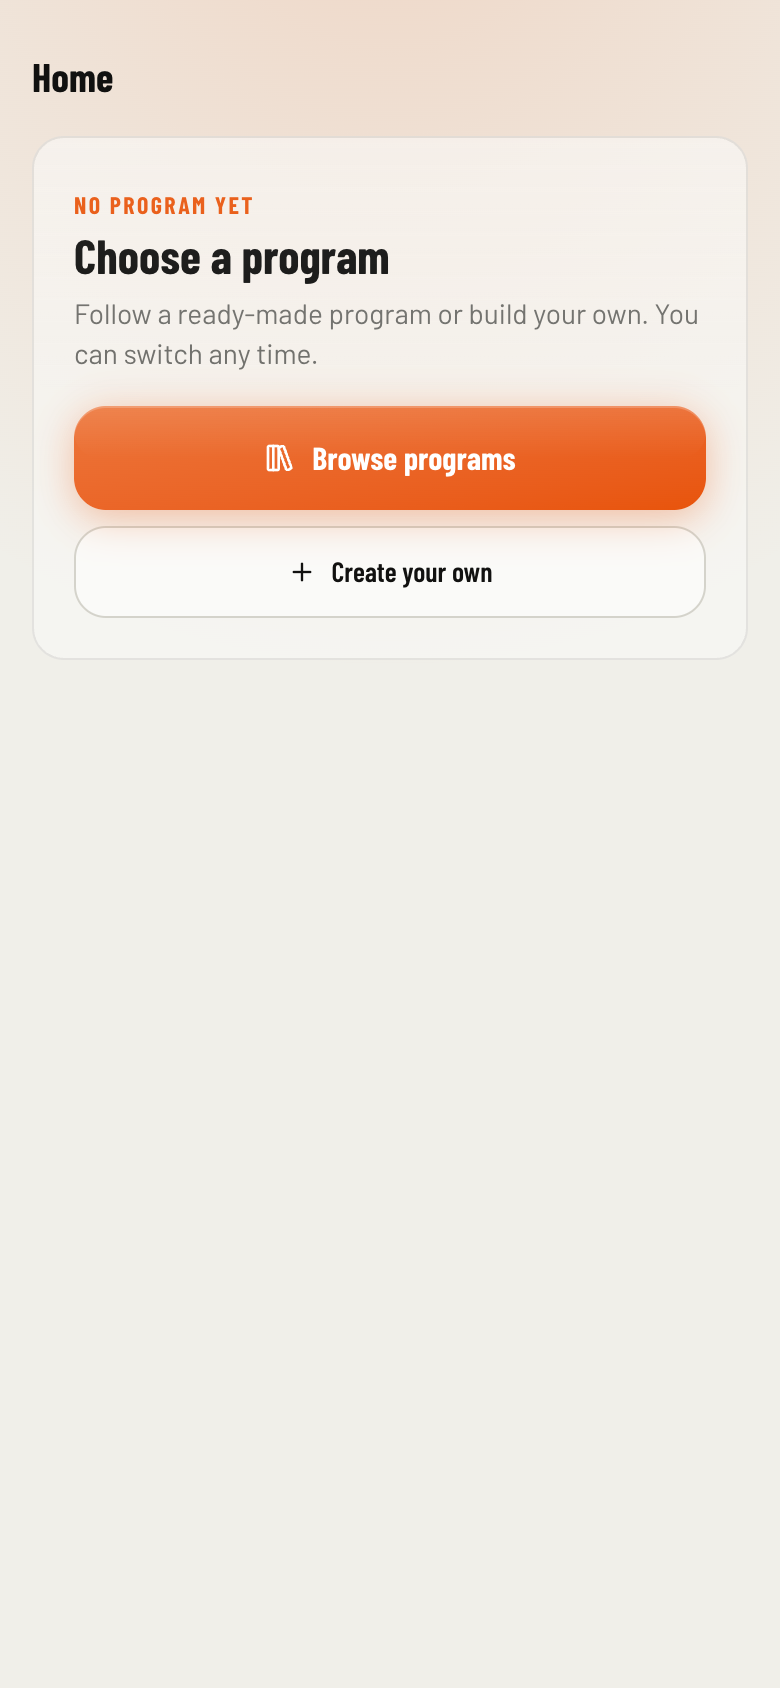 Home
NO PROGRAM YET
Choose a program
Follow a ready-made program or build your own. You
can switch any time.
Browse programs
Create your own